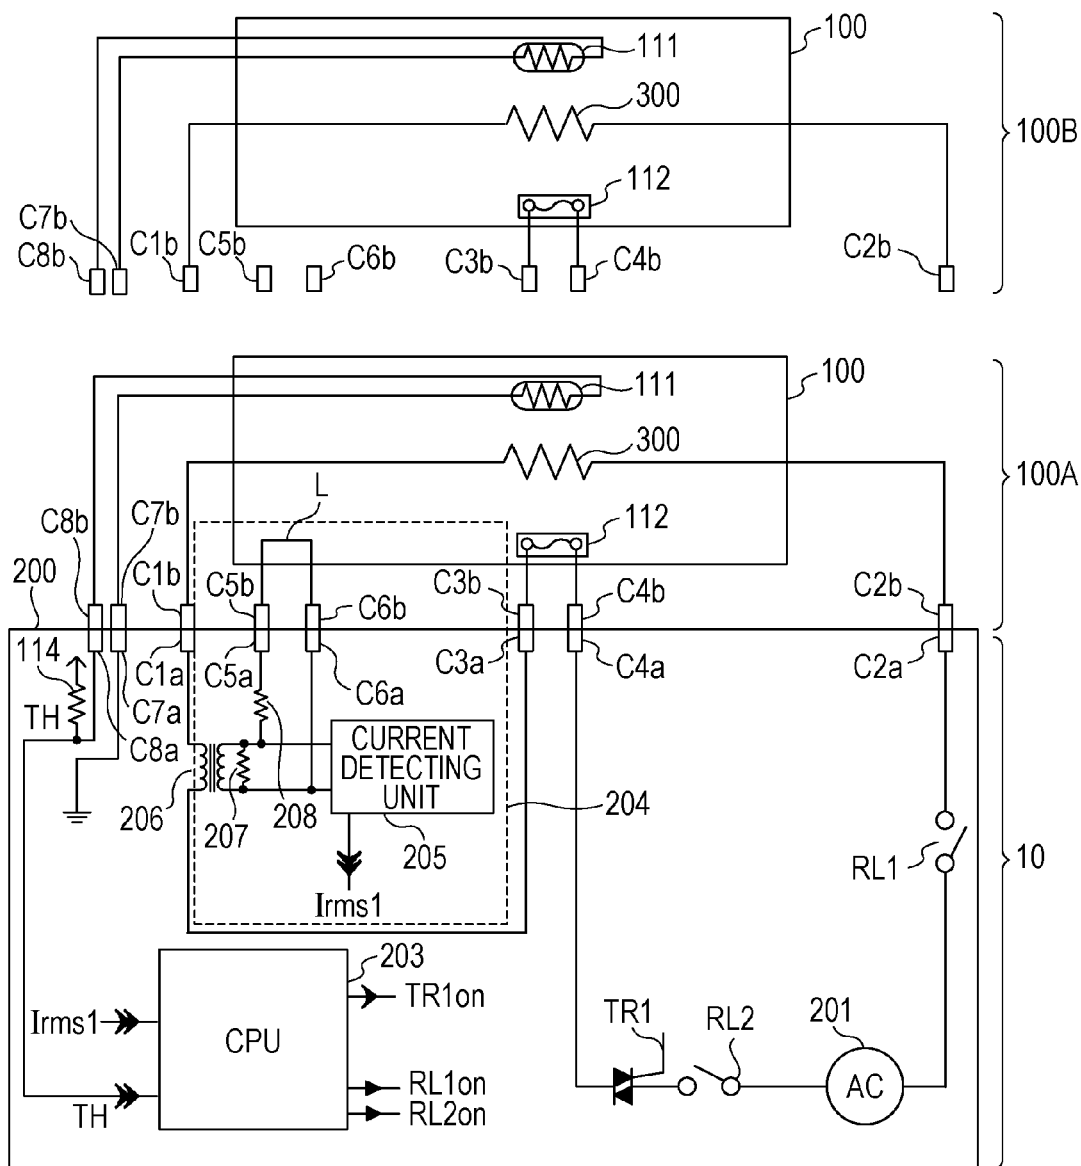 100
111
300
100B
112
C7b
C8b
C1b
C5b
C6b
C3b
C4b
C2b
100
111
300
100A
L
112
C8b
C7b
200
C1b
C5b
C6b
C3b
C4b
C2b
114
TH
C7a
C8a
C1a
C5a
C6a
C3a
C4a
C2a
CURRENT
DETECTING
UNIT
206
207
208
205
204
Irms1
RL1
10
203
TR1on
Irms1
CPU
TH
RL1on
RL2on
TR1
RL2
201
AC